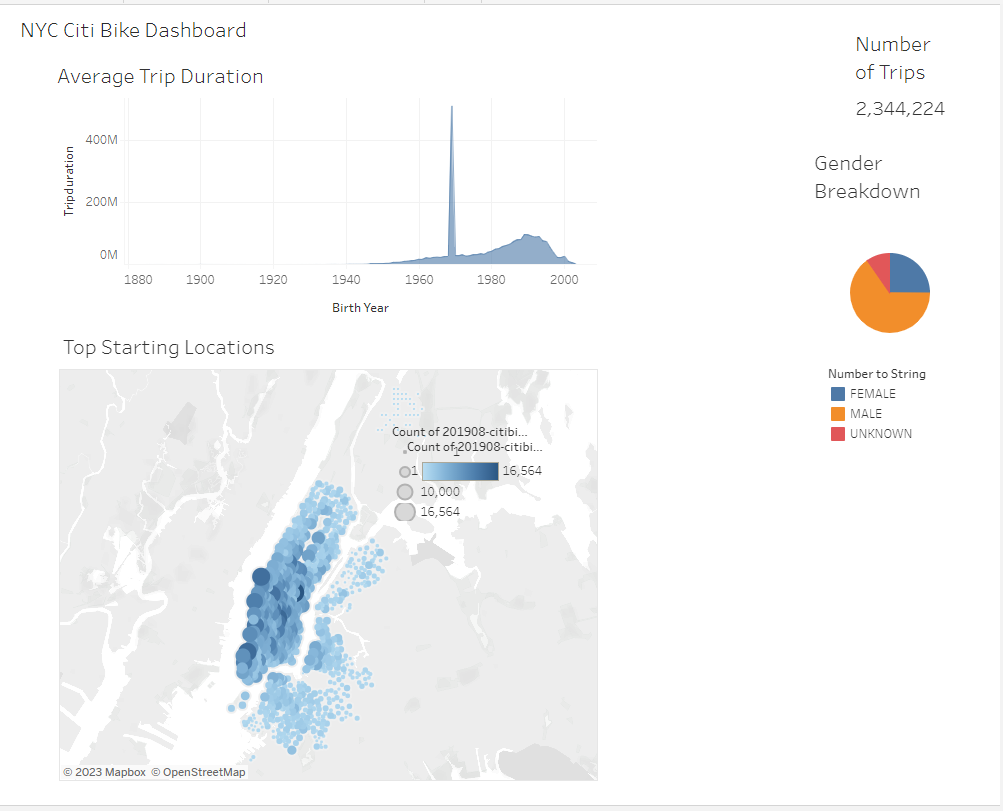 NYC Citi Bike Dashboard
Average Trip Duration
Tripduration
400M
200M
0M
1880 1900 1920 1940 1960 1980 2000
Birth Year
Number
of Trips
2,344,224
Gender
Breakdown
Number to String
FEMALE
MALE
UNKNOWN
Top Starting Locations
Count of 201908-citibi...
Count of 201908-citibi...
1
1 16,564
10,000
16,564
© 2023 Mapbox © OpenStreetMap